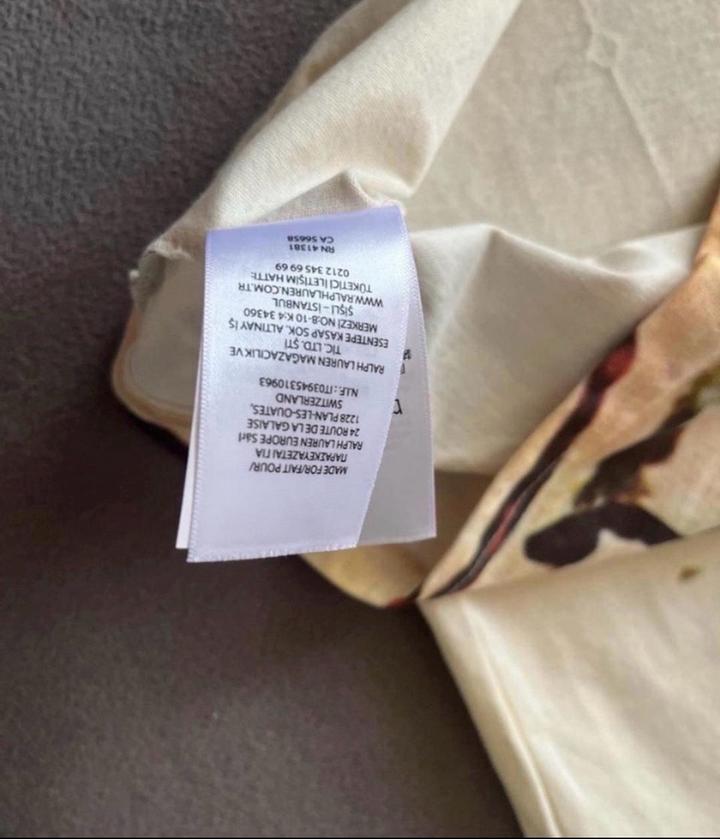 MADE FOR/FAIT POUR/
ΠΑΡΑΣΚΕΥΑΖΕΤΑΙ ΓΙΑ
RALPH LAUREN EUROPE Sàrl
24 ROUTE DE LA GALAISE
1228 PLAN-LES-OUATES,
SWITZERLAND
N.I.F.: IT03945310963
RALPH LAUREN MAĞAZACILIK VE
TİC. LTD. ŞTİ.
ESENTEPE KASAP SOK. ALTINAY İŞ
MERKEZİ NO:8-10 K:4 34360
ŞİŞLİ – İSTANBUL
WWW.RALPHLAUREN.COM.TR
TÜKETİCİ İLETİŞİM HATTI:
0212 345 69 69
RN 41381
CA 56658